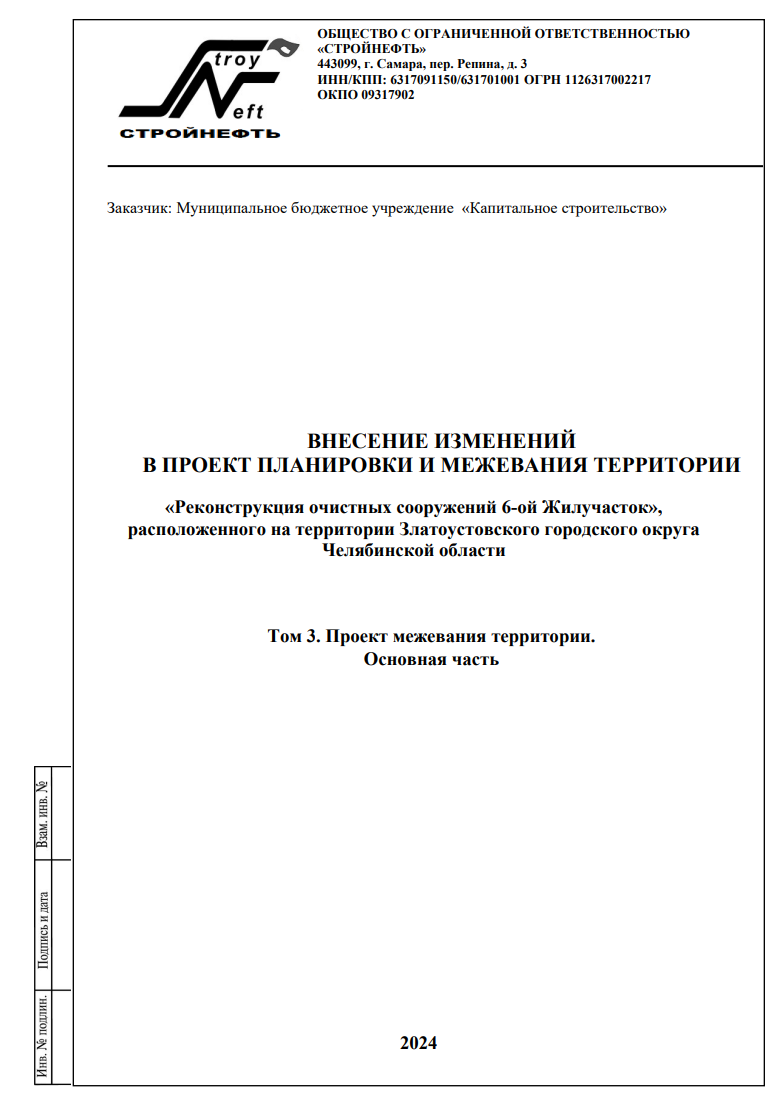 ОБЩЕСТВО С ОГРАНИЧЕННОЙ ОТВЕТСТВЕННОСТЬЮ
«СТРОЙНЕФТЬ»
443099, г. Самара, пер. Репина, д. 3
ИНН/КПП: 6317091150/631701001 ОГРН 1126317002217
ОКПО 09317902
troy
Neft
СТРОЙНЕФТЬ
Заказчик: Муниципальное бюджетное учреждение «Капитальное строительство»
ВНЕСЕНИЕ ИЗМЕНЕНИЙ
В ПРОЕКТ ПЛАНИРОВКИ И МЕЖЕВАНИЯ ТЕРРИТОРИИ
«Реконструкция очистных сооружений 6-ой Жилучасток»,
расположенного на территории Златоустовского городского округа
Челябинской области
Том 3. Проект межевания территории.
Основная часть
Взам. инв. №
Подпись и дата
Инв. № подлин.
2024